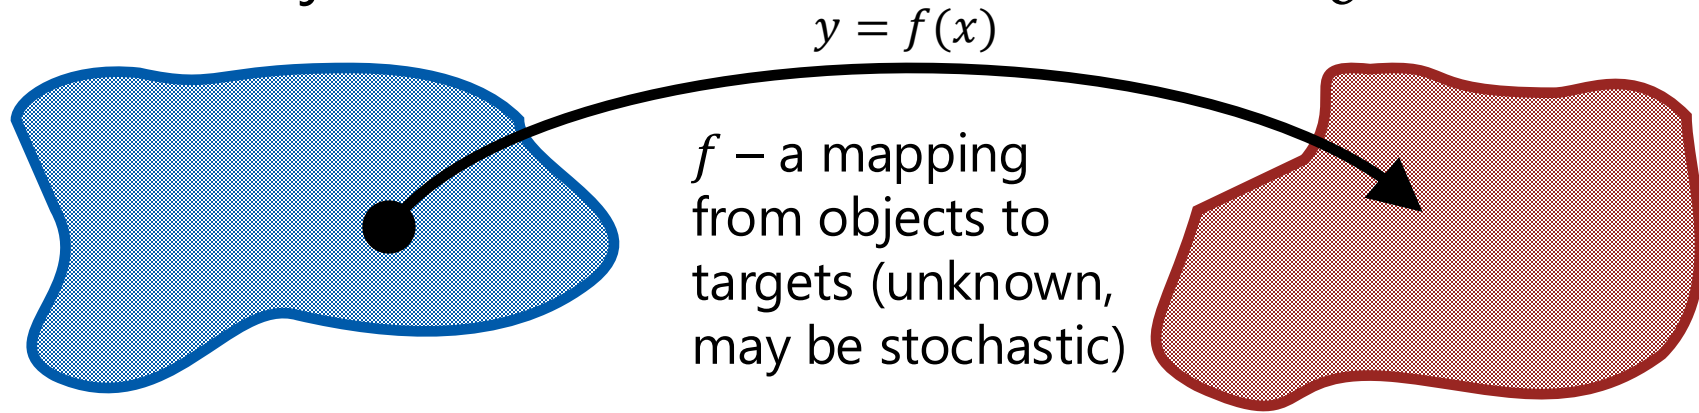 y = f(x)
f – a mapping
from objects to
targets (unknown,
may be stochastic)